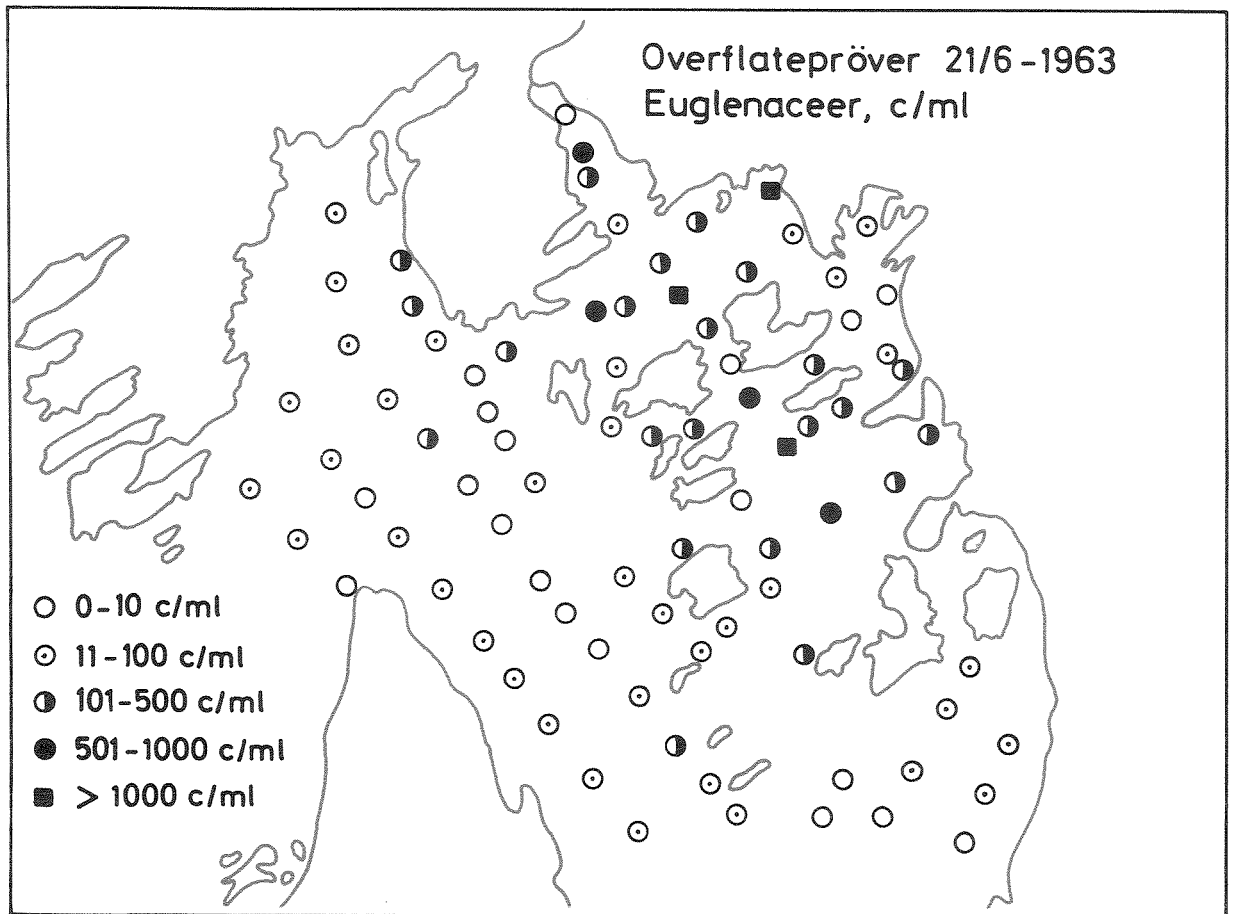 Overflatepröver 21/6-1963
Euglenaceer, c/ml
0-10 c/ml
11-100 c/ml
101-500 c/ml
501-1000 c/ml
> 1000 c/ml